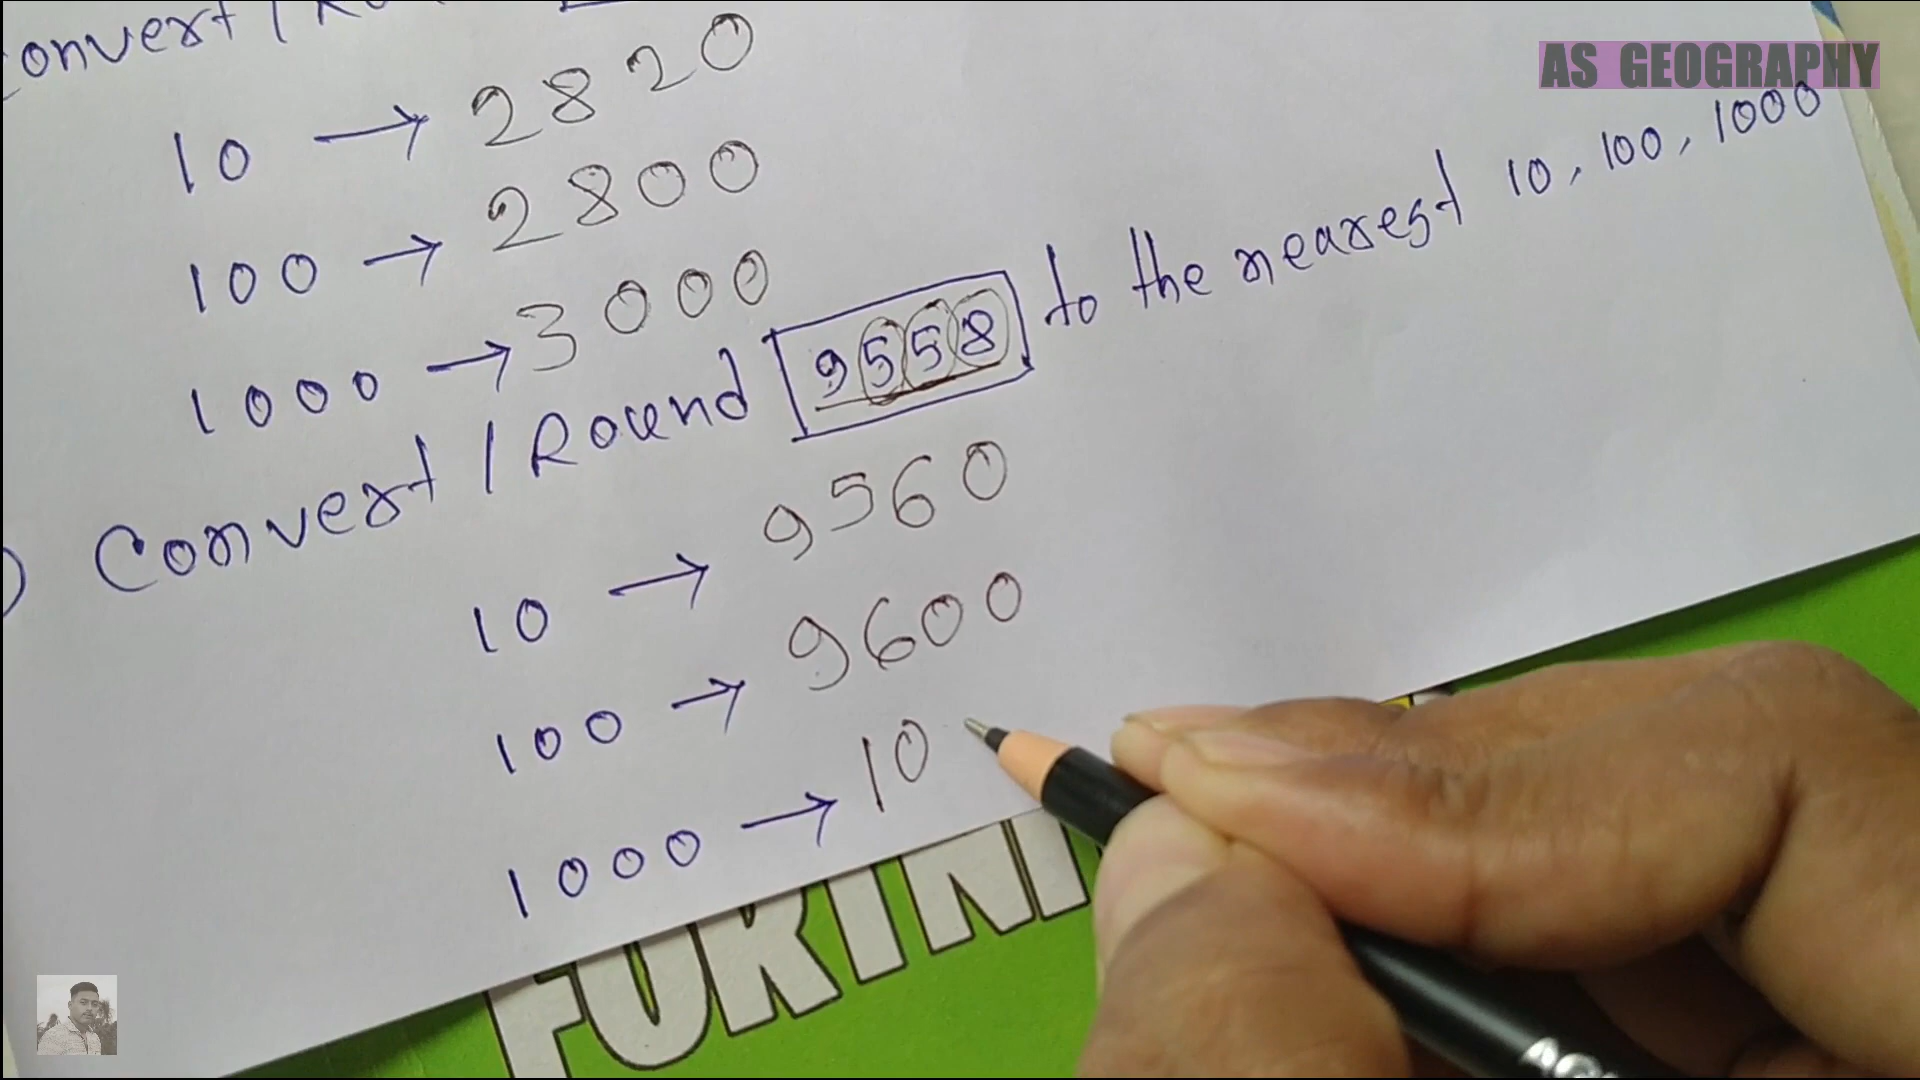 AS GEOGRAPHY
Convert /
10 → 2820
100 → 2800
1000 → 3000
Convert / Round 9558 to the nearest 10, 100, 1000
10 → 9560
100 → 9600
1000 → 10